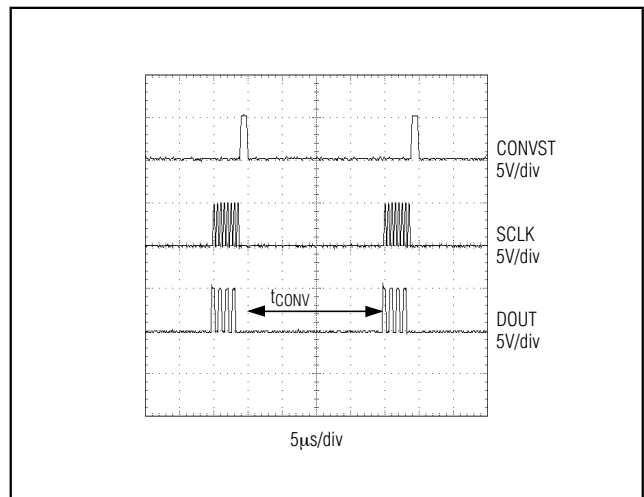 CONVST
5V/div
SCLK
5V/div
tCONV
DOUT
5V/div
5µs/div